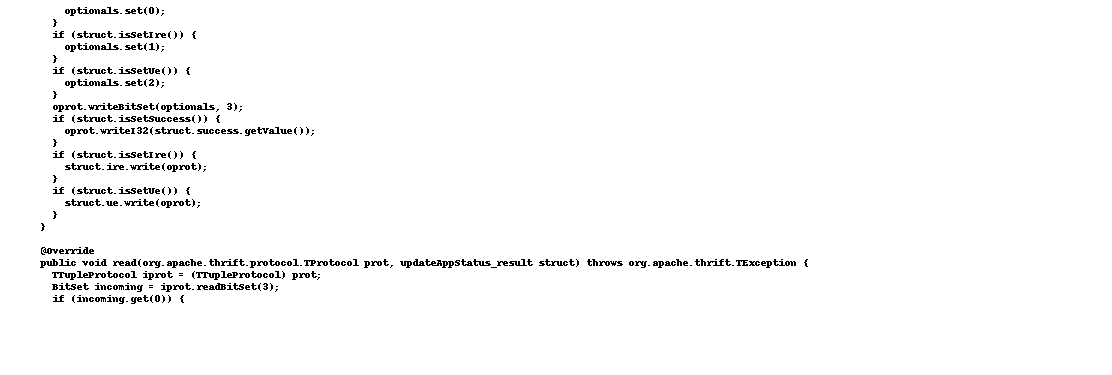 optionals.set(0);
}
if (struct.isSetIre()) {
optionals.set(1);
}
if (struct.isSetUe()) {
optionals.set(2);
}
oprot.writeBitSet(optionals, 3);
if (struct.isSetSuccess()) {
oprot.writeI32(struct.success.getValue());
}
if (struct.isSetIre()) {
struct.ire.write(oprot);
}
if (struct.isSetUe()) {
struct.ue.write(oprot);
}
}
@Override
public void read(org.apache.thrift.protocol.TProtocol prot, updateAppStatus_result struct) throws org.apache.thrift.TException {
TTupleProtocol iprot = (TTupleProtocol) prot;
BitSet incoming = iprot.readBitSet(3);
if (incoming.get(0)) {